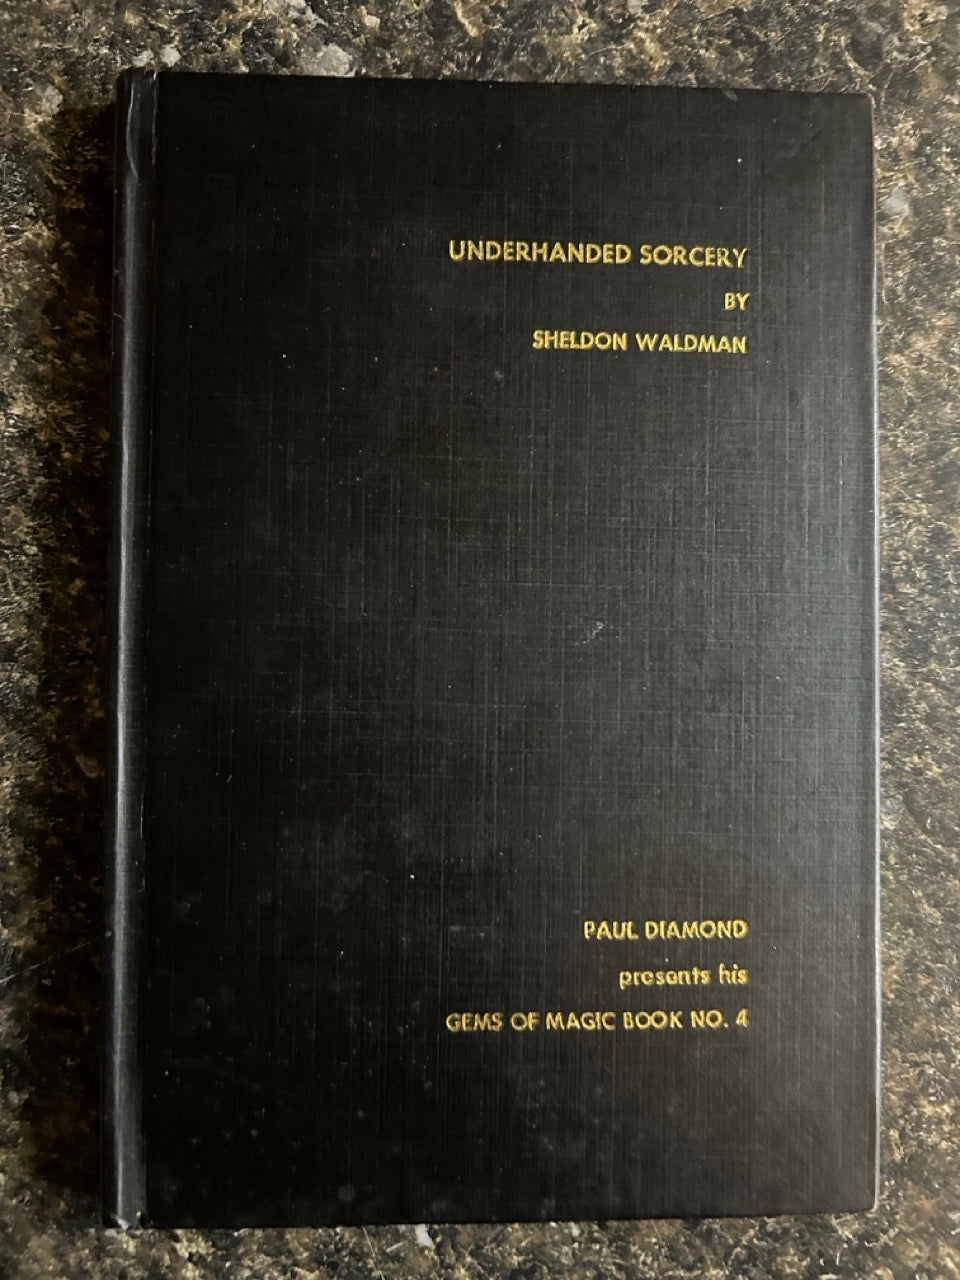 UNDERHANDED SORCERY
BY
SHELDON WALDMAN
PAUL DIAMOND
presents his
GEMS OF MAGIC BOOK NO. 4